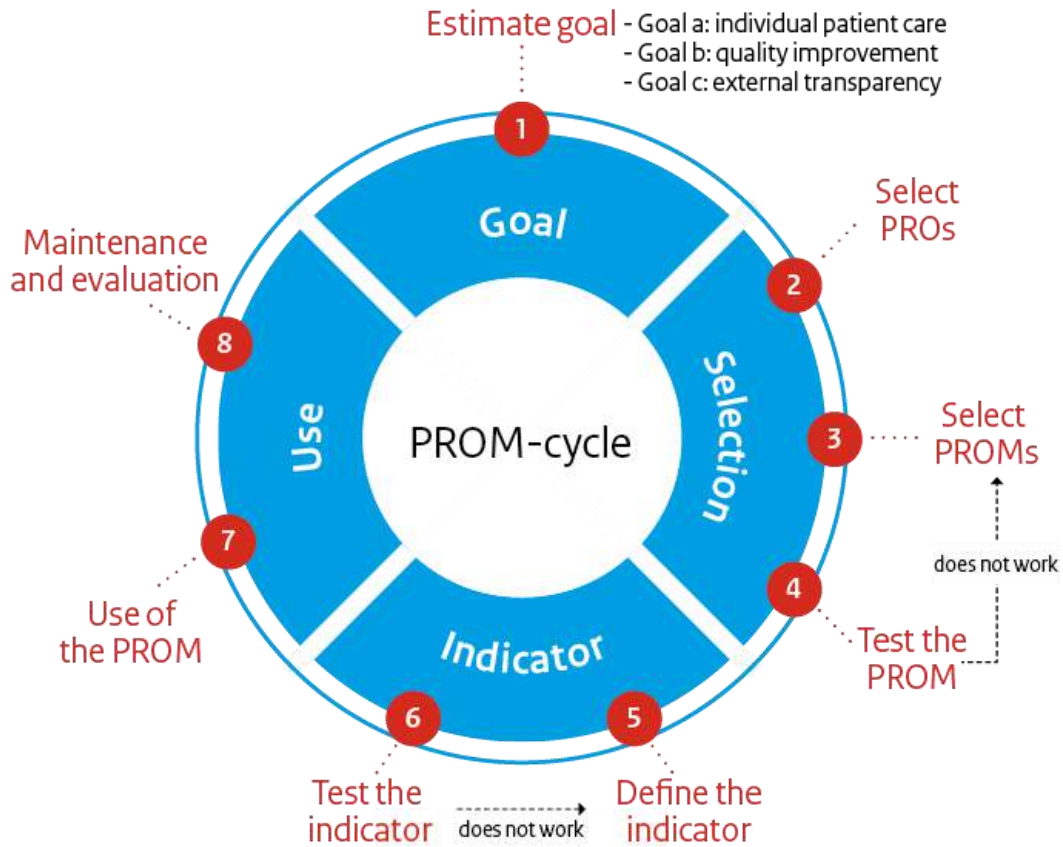 Estimate goal
- Goal a: individual patient care
- Goal b: quality improvement
- Goal c: external transparency
1
Goal
Select
PROs
2
Selection
3
Select
PROMs
does not work
4
Test the
PROM
PROM-cycle
Indicator
5
Define the
indicator
does not work
6
Test the
indicator
Use
7
Use of
the PROM
8
Maintenance
and evaluation